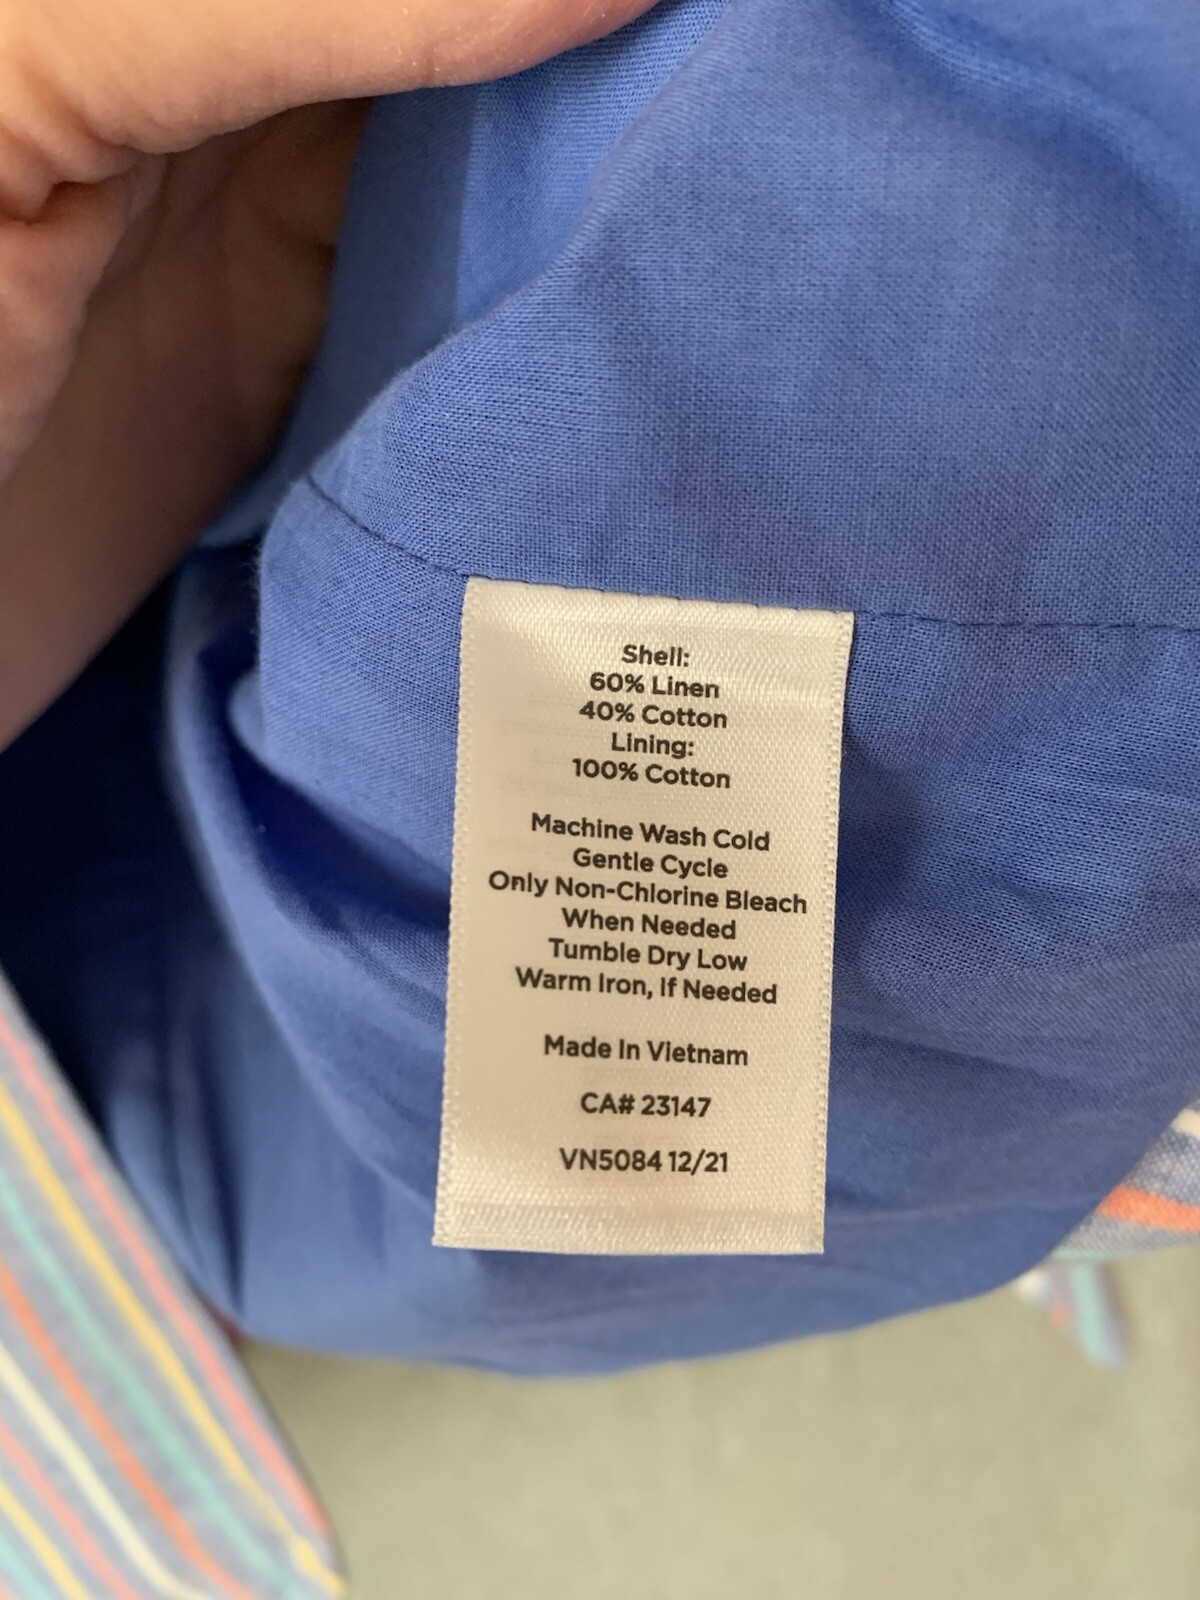 Shell:
60% Linen
40% Cotton
Lining:
100% Cotton
Machine Wash Cold
Gentle Cycle
Only Non-Chlorine Bleach
When Needed
Tumble Dry Low
Warm Iron, If Needed
Made In Vietnam
CA# 23147
VN5084 12/21